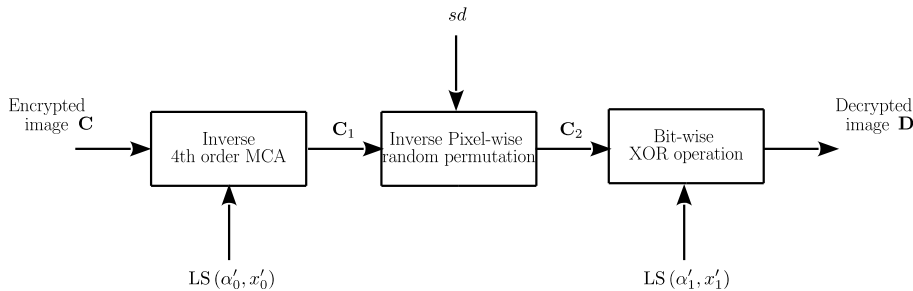 sd
Encrypted
image C
Inverse
4th order MCA
C₁
Inverse Pixel-wise
random permutation
C₂
Bit-wise
XOR operation
Decrypted
image D
LS (α′₀, x′₀)
LS (α′₁, x′₁)